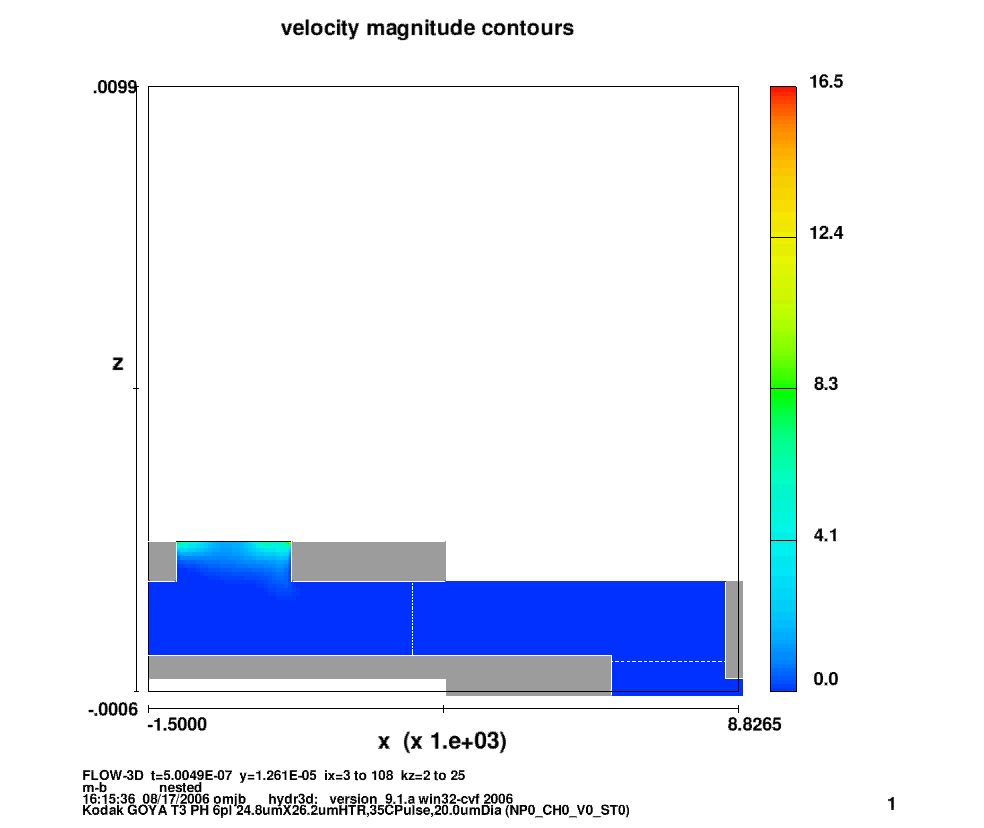 velocity magnitude contours
.0099
16.5
12.4
z
8.3
4.1
0.0
-.0006
-1.5000
8.8265
x (x 1.e+03)
FLOW-3D t=5.0049E-07 y=1.261E-05 ix=3 to 108 kz=2 to 25
m-b nested
16:15:36 08/17/2006 omjb hydr3d: version 9.1.a win32-cvf 2006
Kodak GOYA T3 PH 6pl 24.8umX26.2umHTR,35CPulse,20.0umDia (NP0_CH0_V0_ST0)
1